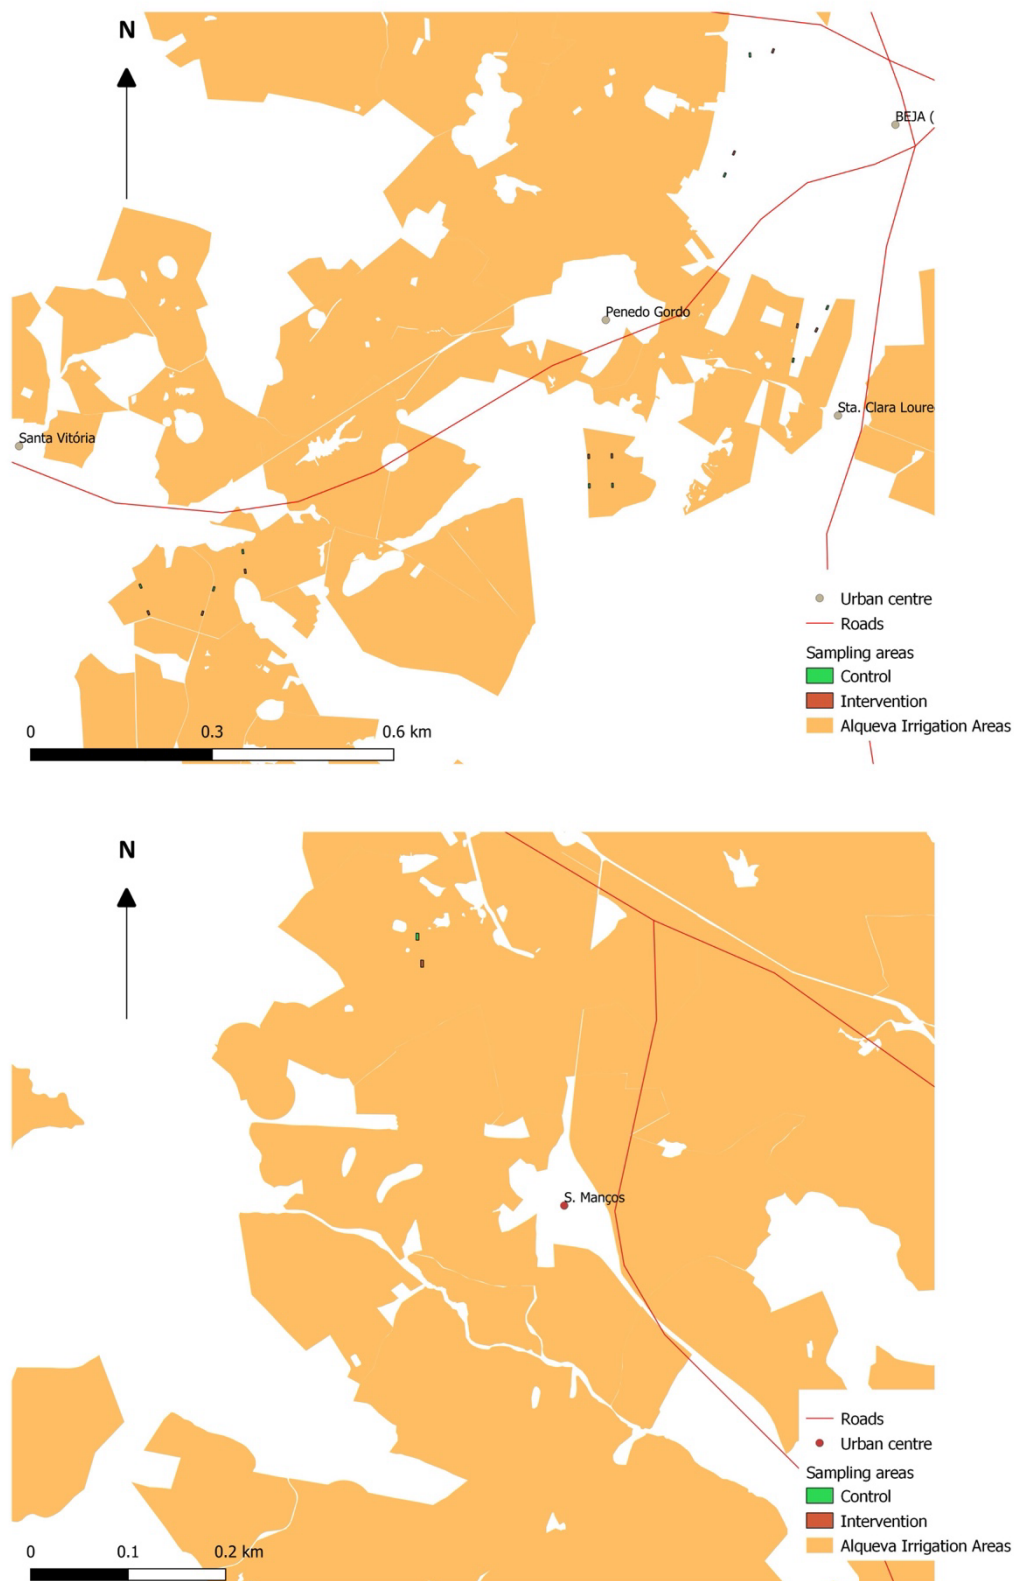 N
BEJA (
Penedo Gordo
Sta. Clara Loure
Santa Vitória
Urban centre
Roads
Sampling areas
Control
Intervention
Alqueva Irrigation Areas
0 0.3 0.6 km
N
S. Manços
Roads
Urban centre
Sampling areas
Control
Intervention
Alqueva Irrigation Areas
0 0.1 0.2 km